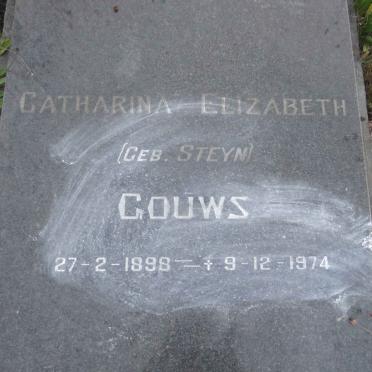 CATHARINA ELIZABETH
(GEB. STEYN)
GOUWS
27-2-1898 — ✝ 9-12-1974